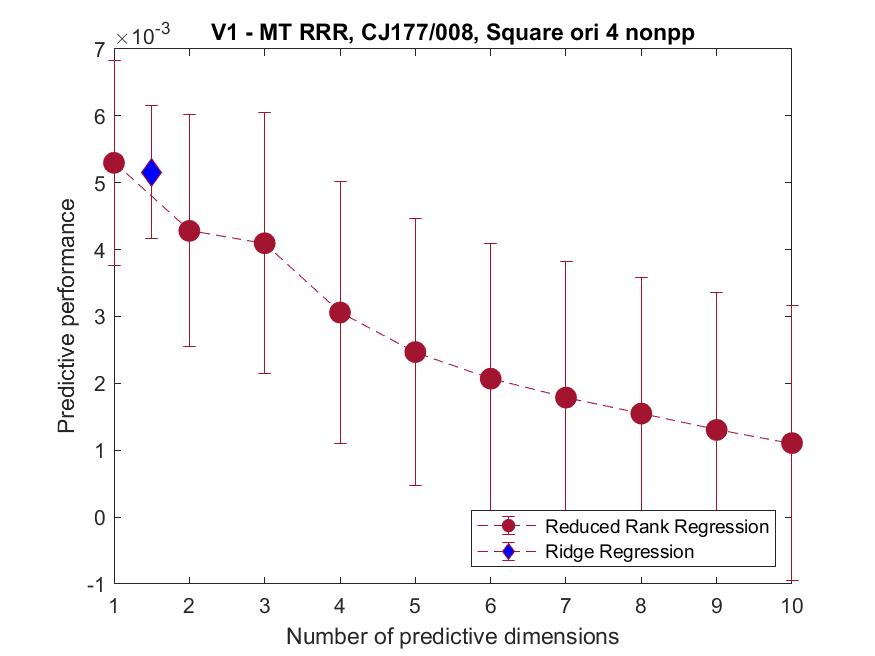 V1 - MT RRR, CJ177/008, Square ori 4 nonpp
×10-3
7
6
5
4
3
2
1
0
-1
Predictive performance
Reduced Rank Regression
Ridge Regression
1 2 3 4 5 6 7 8 9 10
Number of predictive dimensions